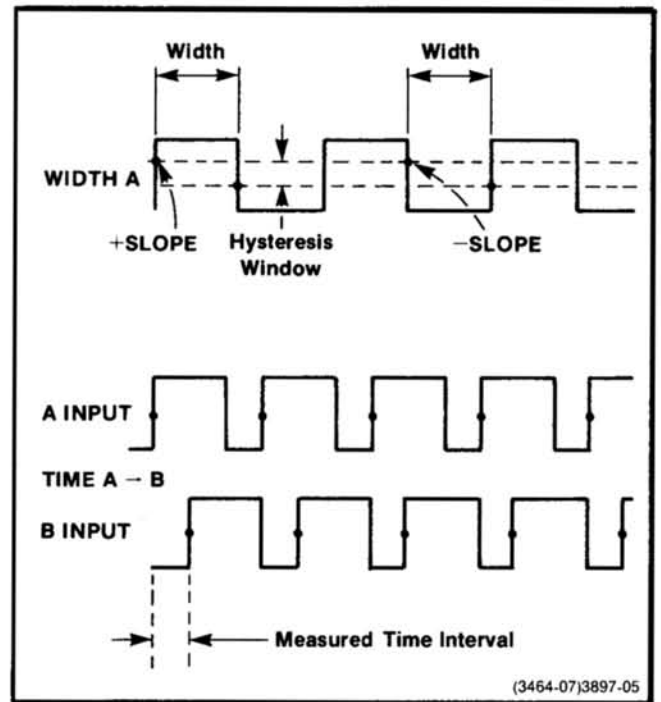 Width Width
WIDTH A
+SLOPE Hysteresis Window −SLOPE
A INPUT
TIME A → B
B INPUT
Measured Time Interval
(3464-07)3897-05